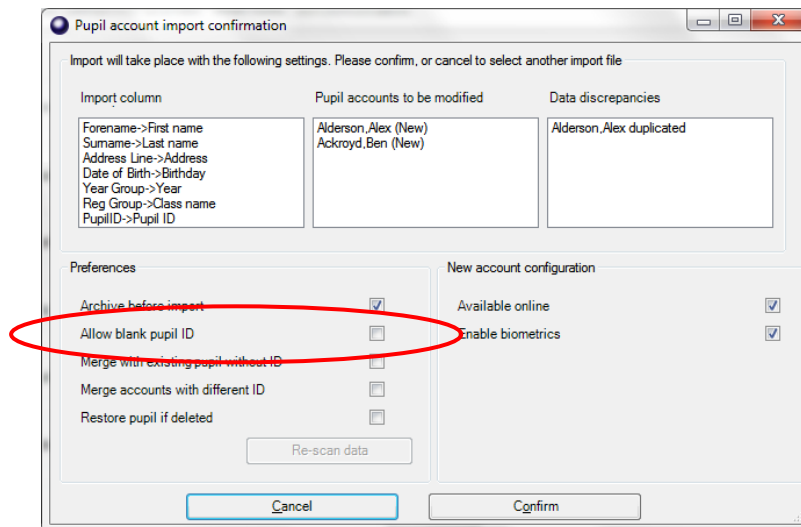 Pupil account import confirmation
Import will take place with the following settings. Please confirm, or cancel to select another import file
Import column
Pupil accounts to be modified
Data discrepancies
Forename->First name
Surname->Last name
Address Line->Address
Date of Birth->Birthday
Year Group->Year
Reg Group->Class name
PupilID->Pupil ID
Alderson,Alex (New)
Ackroyd,Ben (New)
Alderson,Alex duplicated
Preferences
Archive before import
Allow blank pupil ID
Merge with existing pupil without ID
Merge accounts with different ID
Restore pupil if deleted
Re-scan data
New account configuration
Available online
Enable biometrics
Cancel
Confirm